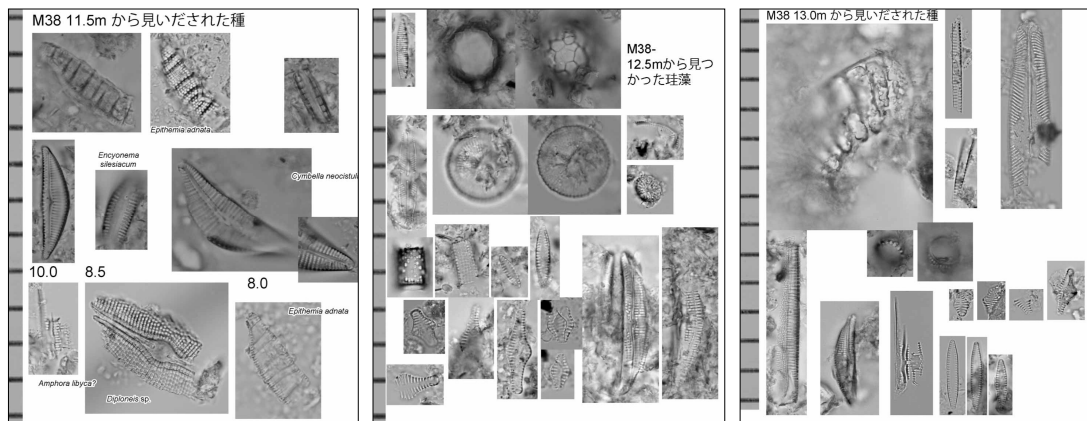 M38 11.5m から見いだされた種
Epithemia adnata
Encyonema
silesiacum
Cymbella neocistula
10.0
8.5
8.0
Epithemia adnata
Amphora libyca?
Diploneis sp.
M38-
12.5mから見つ
かった珪藻
M38 13.0m から見いだされた種